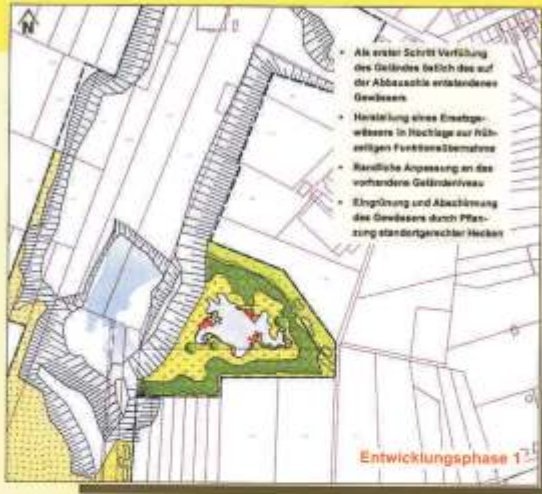 N
• Als erster Schritt Verfüllung
des Geländes östlich des auf
der Abbausohle entstandenen
Gewässers
• Herstellung eines Ersatzge-
wässers in Hochlage zur früh-
zeitigen Funktionsübernahme
• Randliche Anpassung an das
vorhandene Geländeniveau
• Eingrünung und Abschirmung
des Gewässers durch Pflan-
zung standortgerechter Hecken
Entwicklungsphase 1